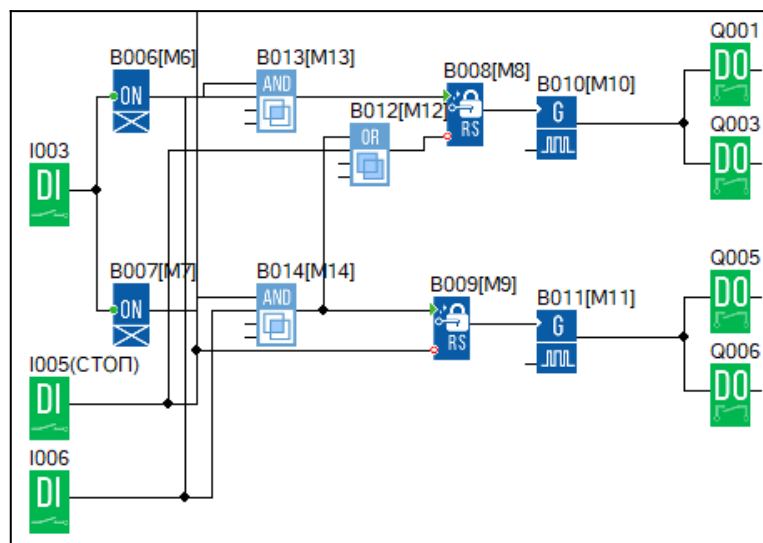 Q001
DO
B006[M6]
B013[M13]
ON
AND
B008[M8]
B010[M10]
B012[M12]
RS
G
Q003
DO
OR
I003
DI
B007[M7]
B014[M14]
ON
AND
B009[M9]
B011[M11]
Q005
DO
RS
G
Q006
DO
I005(СТОП)
DI
I006
DI